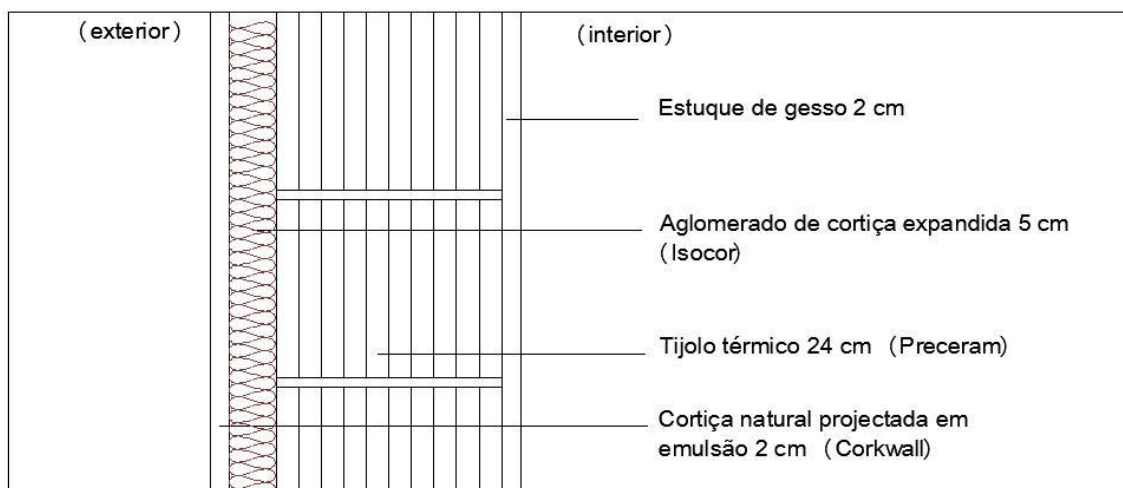 (exterior)
(interior)
Estuque de gesso 2 cm
Aglomerado de cortiça expandida 5 cm
(Isocor)
Tijolo térmico 24 cm (Preceram)
Cortiça natural projectada em
emulsão 2 cm (Corkwall)